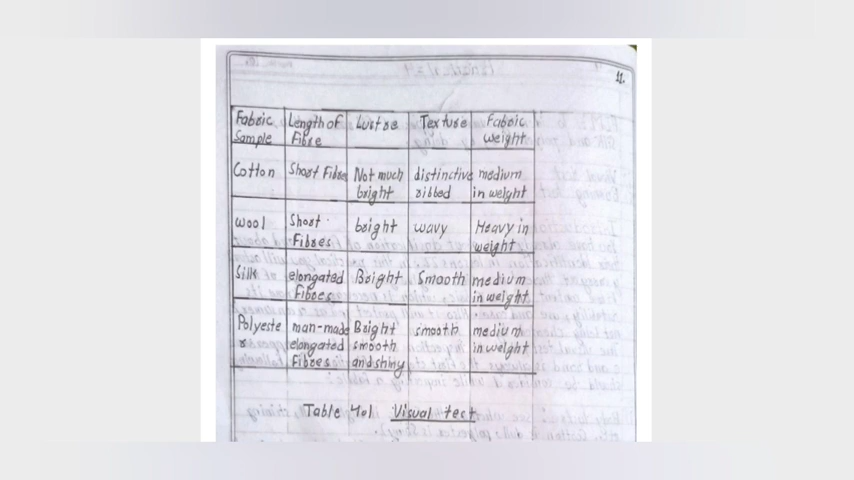 11.
Fabric Sample | Length of Fibre | Lustre | Texture | Fabric weight
Cotton | Short Fibre | Not much bright | distinctive ribbed | medium in weight
wool | Short Fibres | bright | wavy | Heavy in weight
Silk | elongated Fibres | Bright | Smooth | medium in weight
Polyester | man-made elongated Fibres | Bright smooth and shiny | smooth | medium in weight
Table 4.1 Visual test